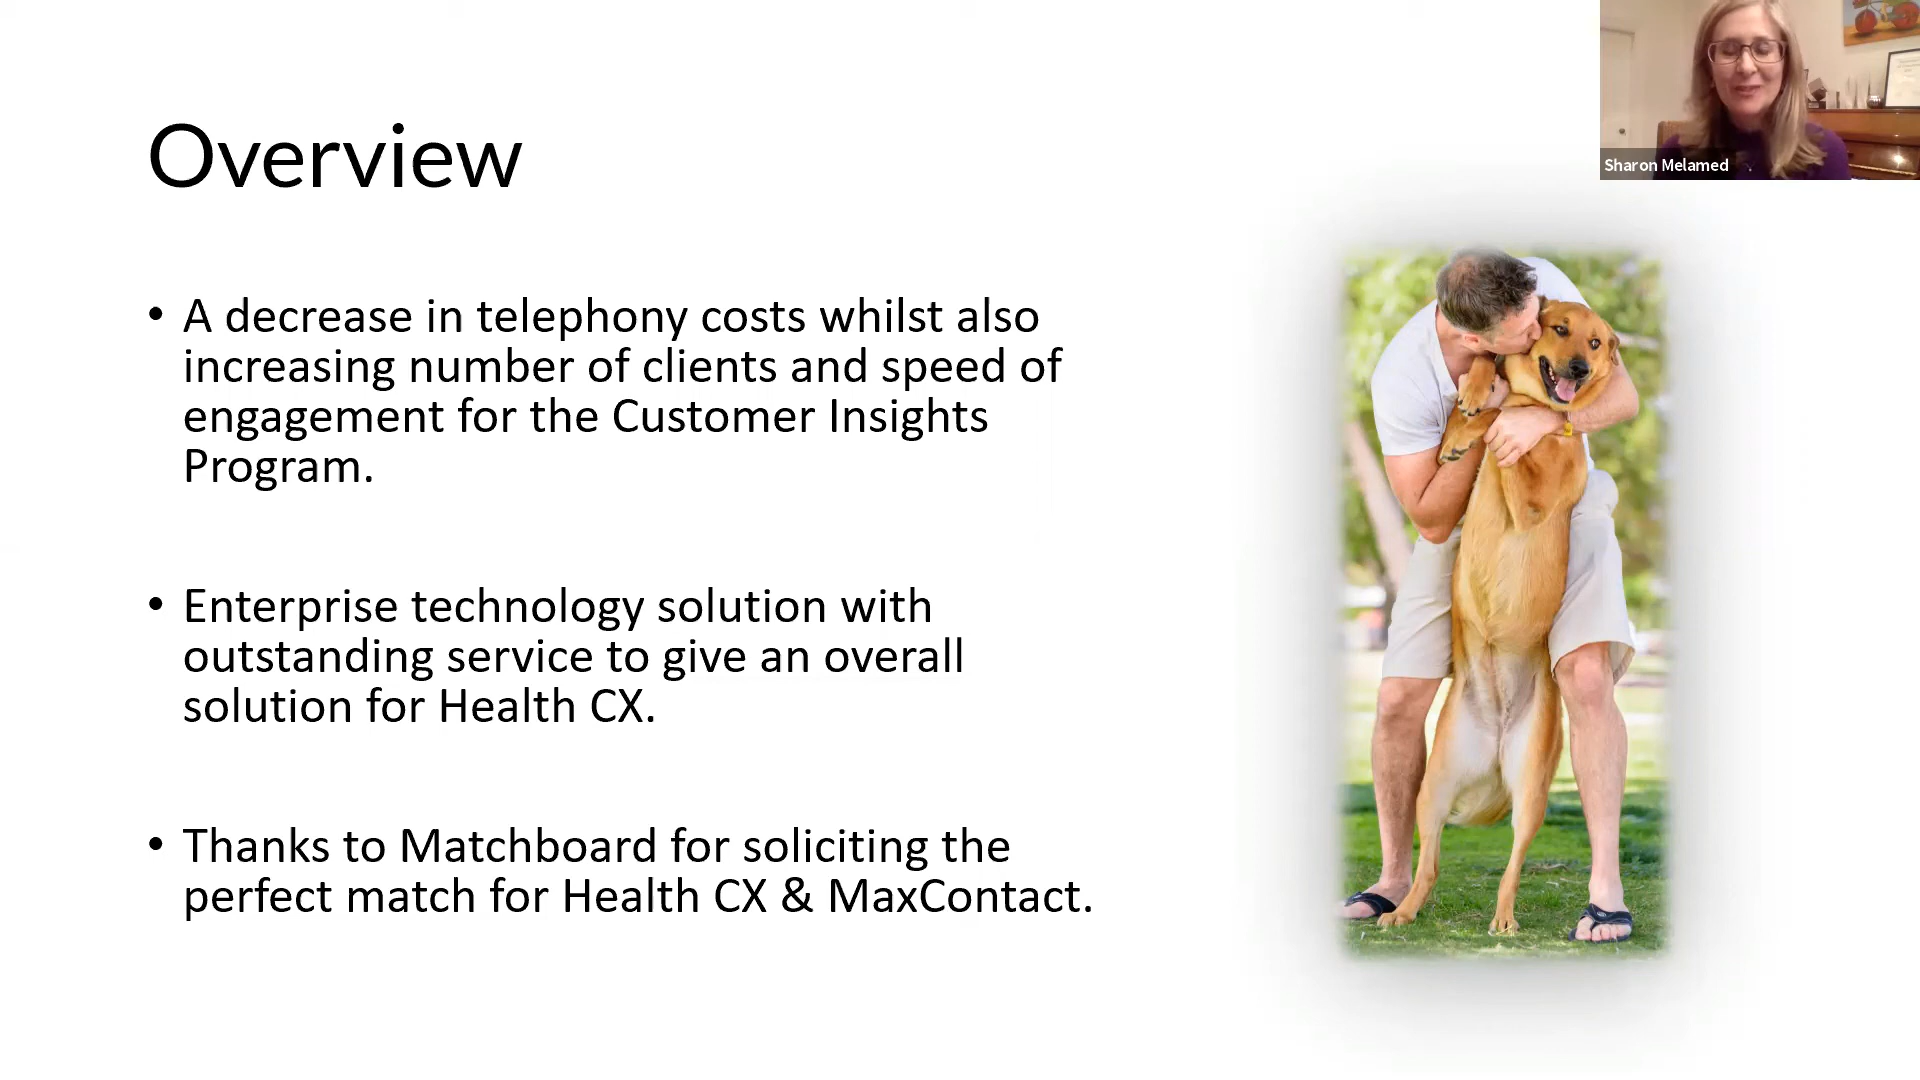 Overview
Sharon Melamed
• A decrease in telephony costs whilst also
increasing number of clients and speed of
engagement for the Customer Insights
Program.
• Enterprise technology solution with
outstanding service to give an overall
solution for Health CX.
• Thanks to Matchboard for soliciting the
perfect match for Health CX & MaxContact.